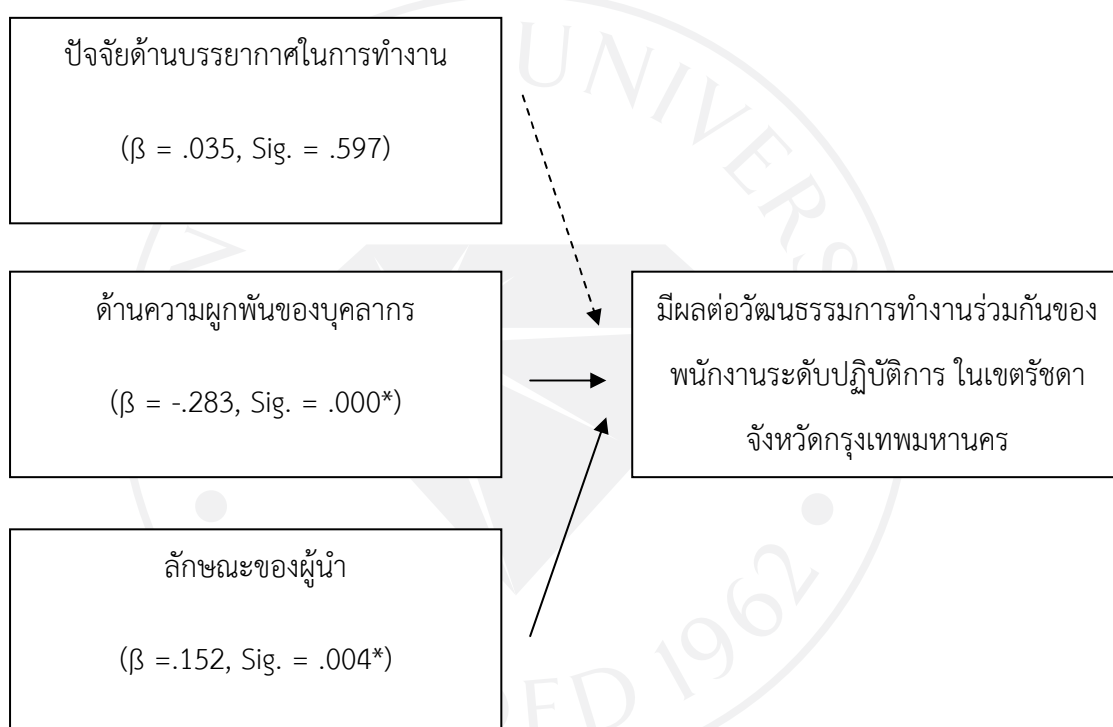 ปัจจัยด้านบรรยากาศในการทำงาน
(ß = .035, Sig. = .597)
ด้านความผูกพันของบุคลากร
(ß = -.283, Sig. = .000*)
ลักษณะของผู้นำ
(ß =.152, Sig. = .004*)
มีผลต่อวัฒนธรรมการทำงานร่วมกันของ
พนักงานระดับปฏิบัติการ ในเขตรัชดา
จังหวัดกรุงเทพมหานคร
1962